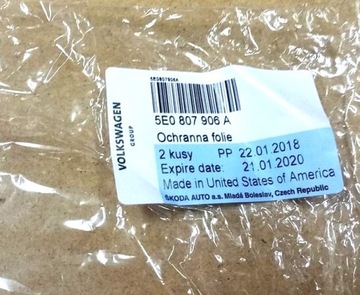 5E0807906A
5E0 807 906 A
Ochranna folie
2 kusy PP 22.01.2018
Expire date: 21.01.2020
Made in United States of America
ŠKODA AUTO a.s. Mladá Boleslav, Czech Republic
VOLKSWAGEN
GROUP